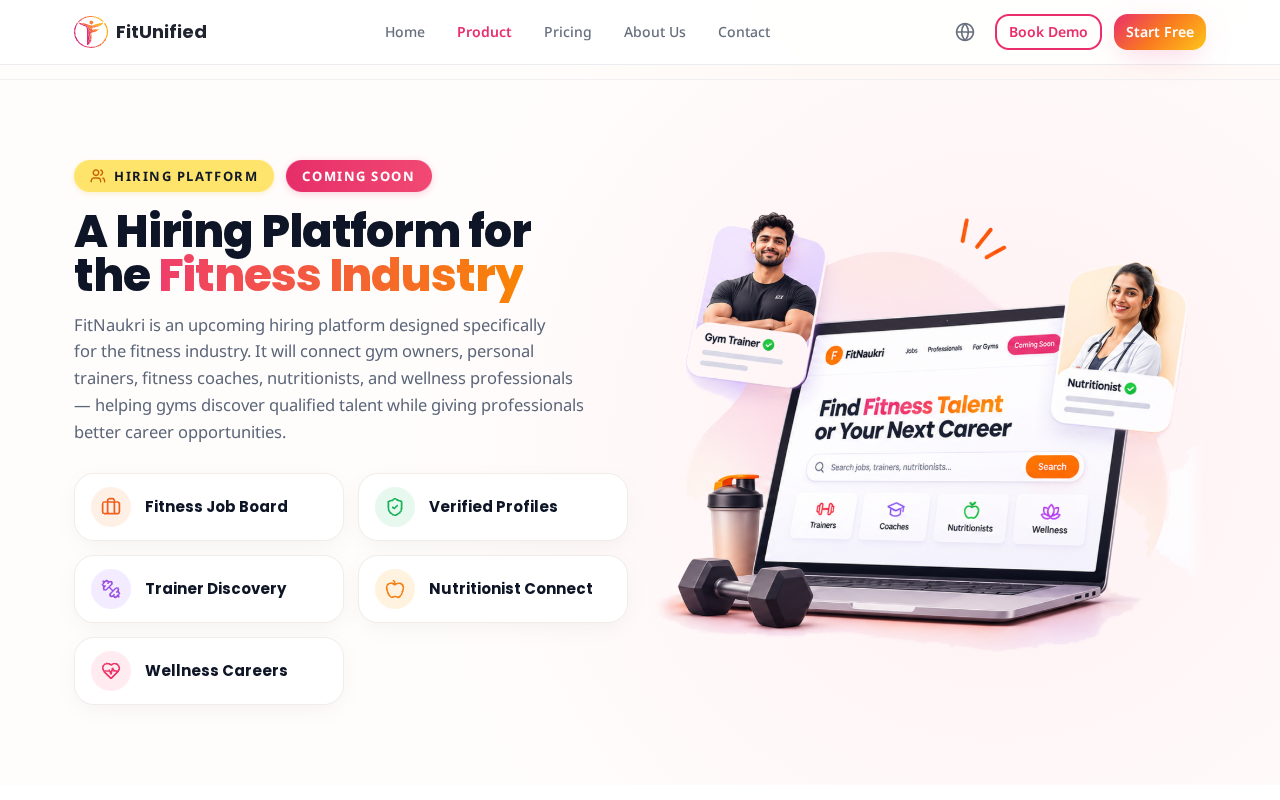 FitUnified
Home
Product
Pricing
About Us
Contact
Book Demo
Start Free
HIRING PLATFORM
COMING SOON
A Hiring Platform for
the Fitness Industry
FitNaukri is an upcoming hiring platform designed specifically
for the fitness industry. It will connect gym owners, personal
trainers, fitness coaches, nutritionists, and wellness professionals
— helping gyms discover qualified talent while giving professionals
better career opportunities.
Fitness Job Board
Verified Profiles
Trainer Discovery
Nutritionist Connect
Wellness Careers
Gym Trainer
Nutritionist
F
FitNaukri
Jobs
Professionals
For Gyms
Coming Soon
Find Fitness Talent
or Your Next Career
Search jobs, trainers, nutritionists...
Search
Trainers
Coaches
Nutritionists
Wellness